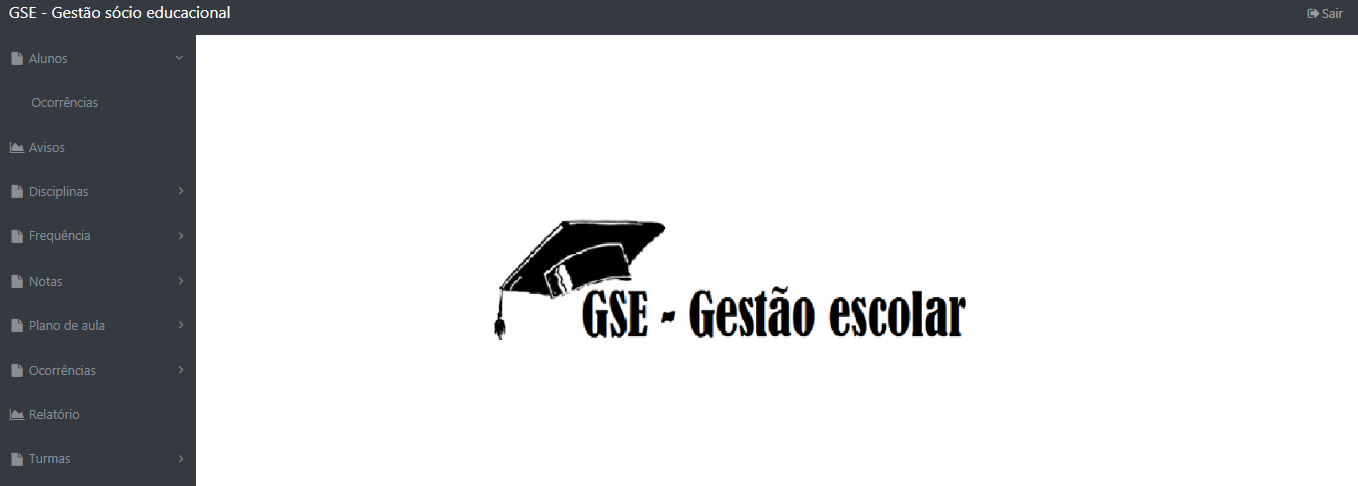 GSE - Gestão sócio educacional
Sair
Alunos
Ocorrências
Avisos
Disciplinas
Frequência
Notas
Plano de aula
Ocorrências
Relatório
Turmas
GSE - Gestão escolar